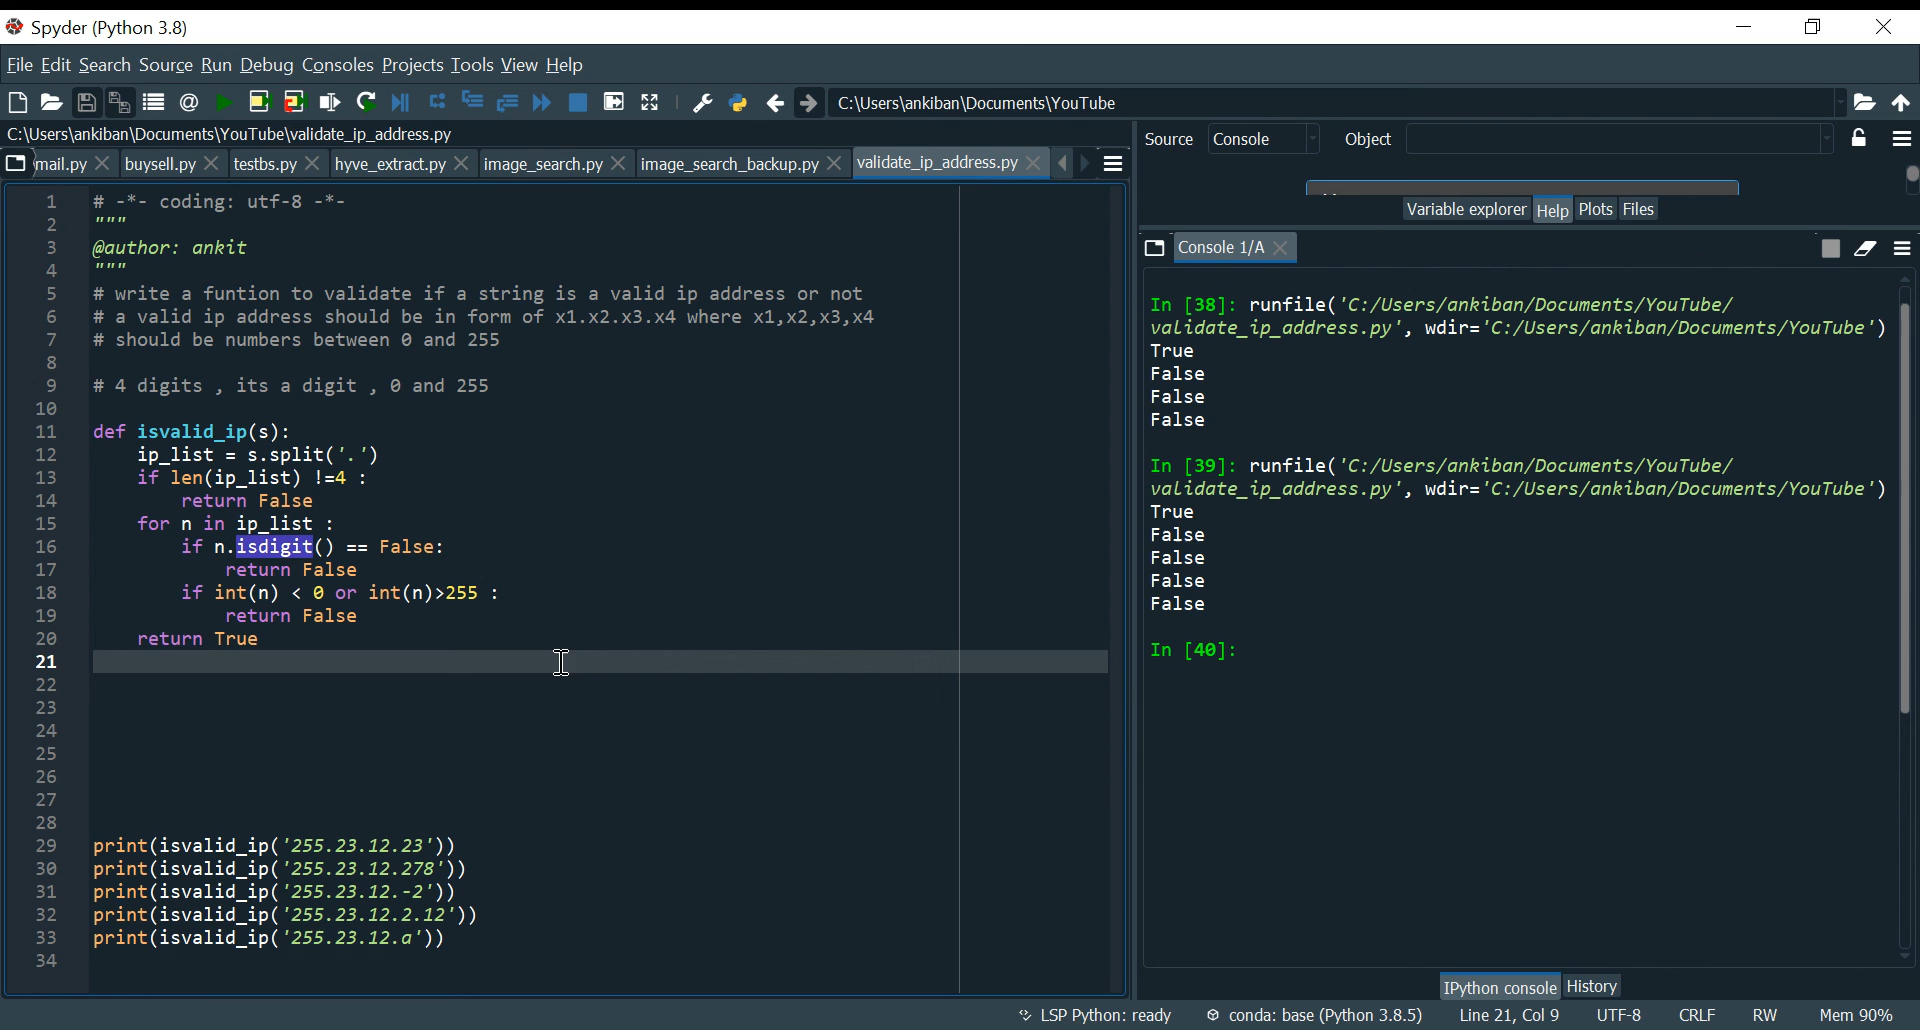 Spyder (Python 3.8)
File Edit Search Source Run Debug Consoles Projects Tools View Help
C:\Users\ankiban\Documents\YouTube
C:\Users\ankiban\Documents\YouTube\validate_ip_address.py
mail.py buysell.py testbs.py hyve_extract.py image_search.py image_search_backup.py validate_ip_address.py
1 # -*- coding: utf-8 -*-
2 """
3 @author: ankit
4 """
5 # write a funtion to validate if a string is a valid ip address or not
6 # a valid ip address should be in form of x1.x2.x3.x4 where x1,x2,x3,x4
7 # should be numbers between 0 and 255
8
9 # 4 digits , its a digit , 0 and 255
10
11 def isvalid_ip(s):
12 ip_list = s.split('.')
13 if len(ip_list) !=4 :
14 return False
15 for n in ip_list :
16 if n.isdigit() == False:
17 return False
18 if int(n) < 0 or int(n)>255 :
19 return False
20 return True
21
22
23
24
25
26
27
28
29 print(isvalid_ip('255.23.12.23'))
30 print(isvalid_ip('255.23.12.278'))
31 print(isvalid_ip('255.23.12.-2'))
32 print(isvalid_ip('255.23.12.2.12'))
33 print(isvalid_ip('255.23.12.a'))
34
Source Console Object
Variable explorer Help Plots Files
Console 1/A
In [38]: runfile('C:/Users/ankiban/Documents/YouTube/
validate_ip_address.py', wdir='C:/Users/ankiban/Documents/YouTube')
True
False
False
False
In [39]: runfile('C:/Users/ankiban/Documents/YouTube/
validate_ip_address.py', wdir='C:/Users/ankiban/Documents/YouTube')
True
False
False
False
False
In [40]:
IPython console History
LSP Python: ready conda: base (Python 3.8.5) Line 21, Col 9 UTF-8 CRLF RW Mem 90%